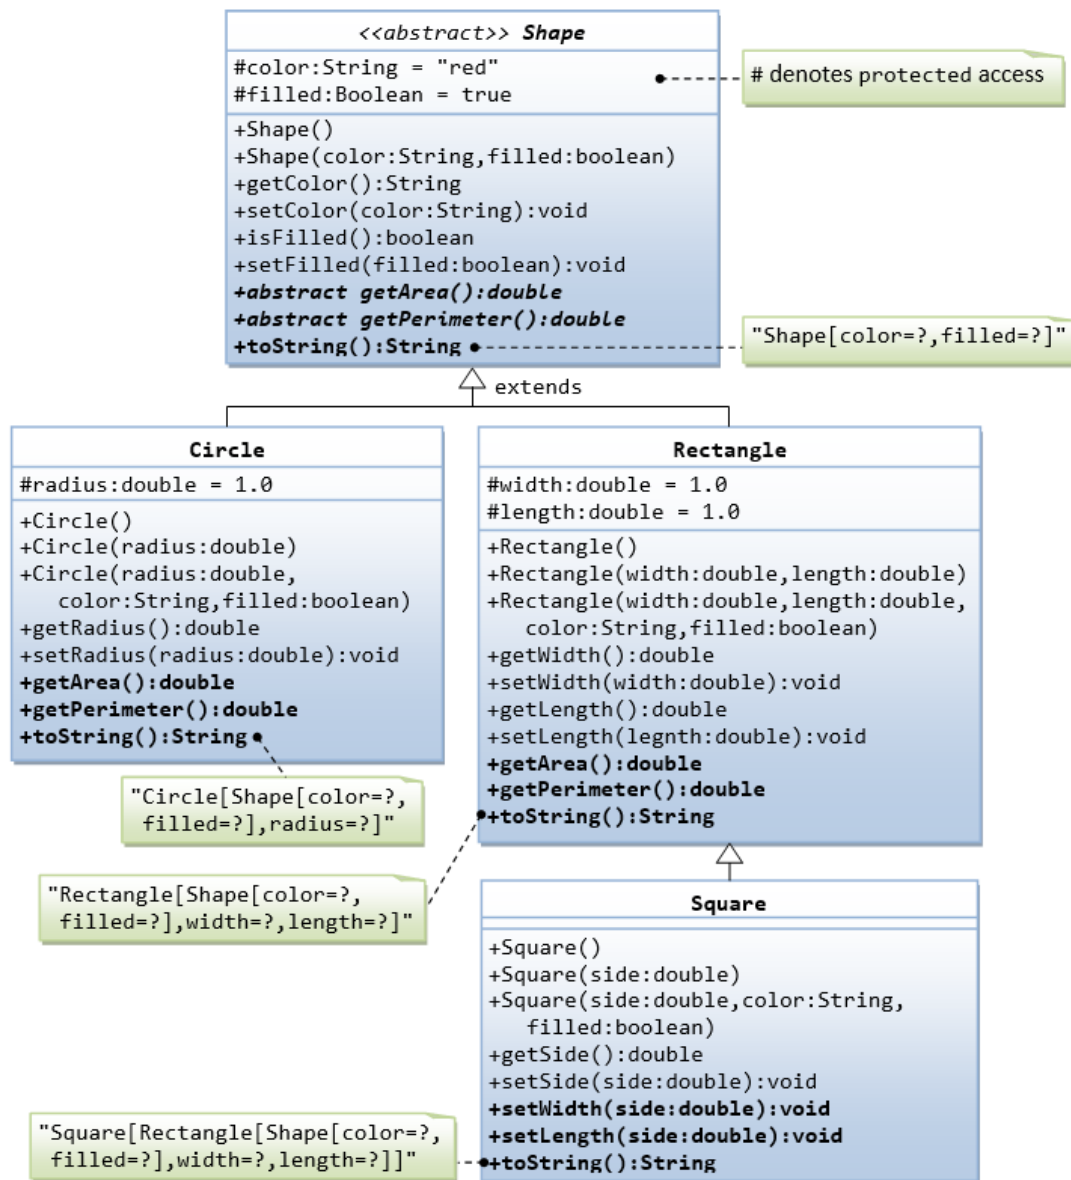 <<abstract>> Shape
#color:String = "red"
#filled:Boolean = true
# denotes protected access
+Shape()
+Shape(color:String,filled:boolean)
+getColor():String
+setColor(color:String):void
+isFilled():boolean
+setFilled(filled:boolean):void
+abstract getArea():double
+abstract getPerimeter():double
+toString():String
"Shape[color=?,filled=?]"
extends
Circle
#radius:double = 1.0
+Circle()
+Circle(radius:double)
+Circle(radius:double,
color:String,filled:boolean)
+getRadius():double
+setRadius(radius:double):void
+getArea():double
+getPerimeter():double
+toString():String
"Circle[Shape[color=?,
filled=?],radius=?]"
Rectangle
#width:double = 1.0
#length:double = 1.0
+Rectangle()
+Rectangle(width:double,length:double)
+Rectangle(width:double,length:double,
color:String,filled:boolean)
+getWidth():double
+setWidth(width:double):void
+getLength():double
+setLength(legnth:double):void
+getArea():double
+getPerimeter():double
+toString():String
"Rectangle[Shape[color=?,
filled=?],width=?,length=?]"
Square
+Square()
+Square(side:double)
+Square(side:double,color:String,
filled:boolean)
+getSide():double
+setSide(side:double):void
+setWidth(side:double):void
+setLength(side:double):void
+toString():String
"Square[Rectangle[Shape[color=?,
filled=?],width=?,length=?]]"